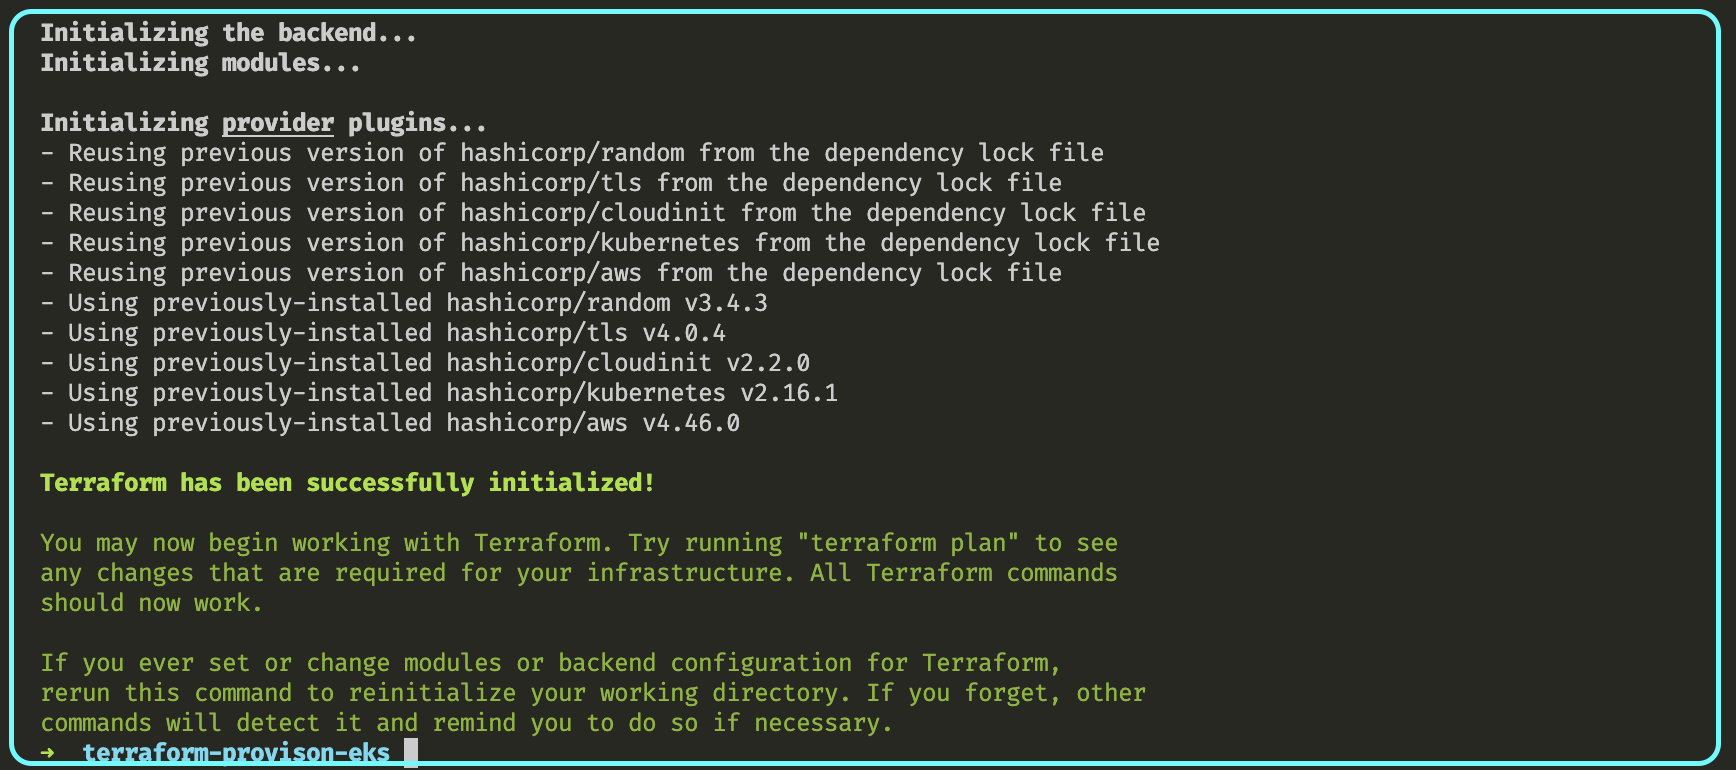 Initializing the backend...
Initializing modules...
Initializing provider plugins...
- Reusing previous version of hashicorp/random from the dependency lock file
- Reusing previous version of hashicorp/tls from the dependency lock file
- Reusing previous version of hashicorp/cloudinit from the dependency lock file
- Reusing previous version of hashicorp/kubernetes from the dependency lock file
- Reusing previous version of hashicorp/aws from the dependency lock file
- Using previously-installed hashicorp/random v3.4.3
- Using previously-installed hashicorp/tls v4.0.4
- Using previously-installed hashicorp/cloudinit v2.2.0
- Using previously-installed hashicorp/kubernetes v2.16.1
- Using previously-installed hashicorp/aws v4.46.0
Terraform has been successfully initialized!
You may now begin working with Terraform. Try running "terraform plan" to see
any changes that are required for your infrastructure. All Terraform commands
should now work.
If you ever set or change modules or backend configuration for Terraform,
rerun this command to reinitialize your working directory. If you forget, other
commands will detect it and remind you to do so if necessary.
➜ terraform-provison-eks